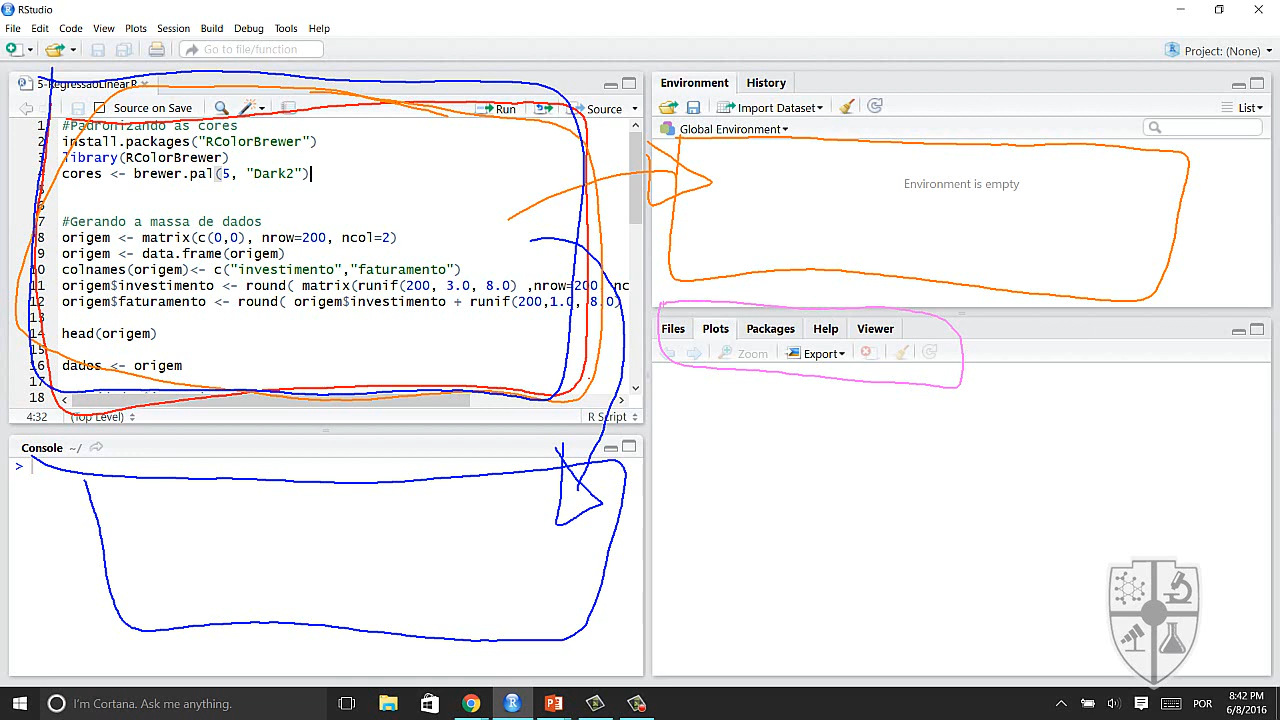 RStudio
File Edit Code View Plots Session Build Debug Tools Help
Go to file/function
Project: (None)
5-RegressaoLinear.R
Source on Save
Run
Source
1 #Padronizando as cores
2 install.packages("RColorBrewer")
3 library(RColorBrewer)
4 cores <- brewer.pal(5, "Dark2")
7 #Gerando a massa de dados
8 origem <- matrix(c(0,0), nrow=200, ncol=2)
9 origem <- data.frame(origem)
10 colnames(origem)<- c("investimento","faturamento")
11 origem$investimento <- round( matrix(runif(200, 3.0, 8.0) ,nrow=200
12 origem$faturamento <- round( origem$investimento + runif(200,1.0, 8.0)
13
14 head(origem)
15
16 dados <- origem
17
18
4:32 (Top Level)
R Script
Console ~/
>
Environment History
Import Dataset
List
Global Environment
Environment is empty
Files Plots Packages Help Viewer
Zoom Export
I'm Cortana. Ask me anything.
POR
8:42 PM
6/8/2016